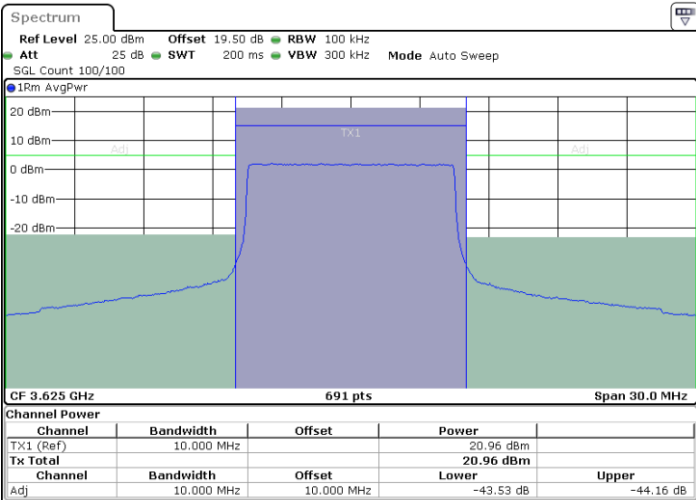 Spectrum
Ref Level 25.00 dBm Offset 19.50 dB RBW 100 kHz
Att 25 dB SWT 200 ms VBW 300 kHz Mode Auto Sweep
SGL Count 100/100
1Rm AvgPwr
20 dBm
TX1
10 dBm
Adj Adj
0 dBm
-10 dBm
-20 dBm
CF 3.625 GHz 691 pts Span 30.0 MHz
Channel Power
Channel Bandwidth Offset Power
TX1 (Ref) 10.000 MHz 20.96 dBm
Tx Total 20.96 dBm
Channel Bandwidth Offset Lower Upper
Adj 10.000 MHz 10.000 MHz -43.53 dB -44.16 dB